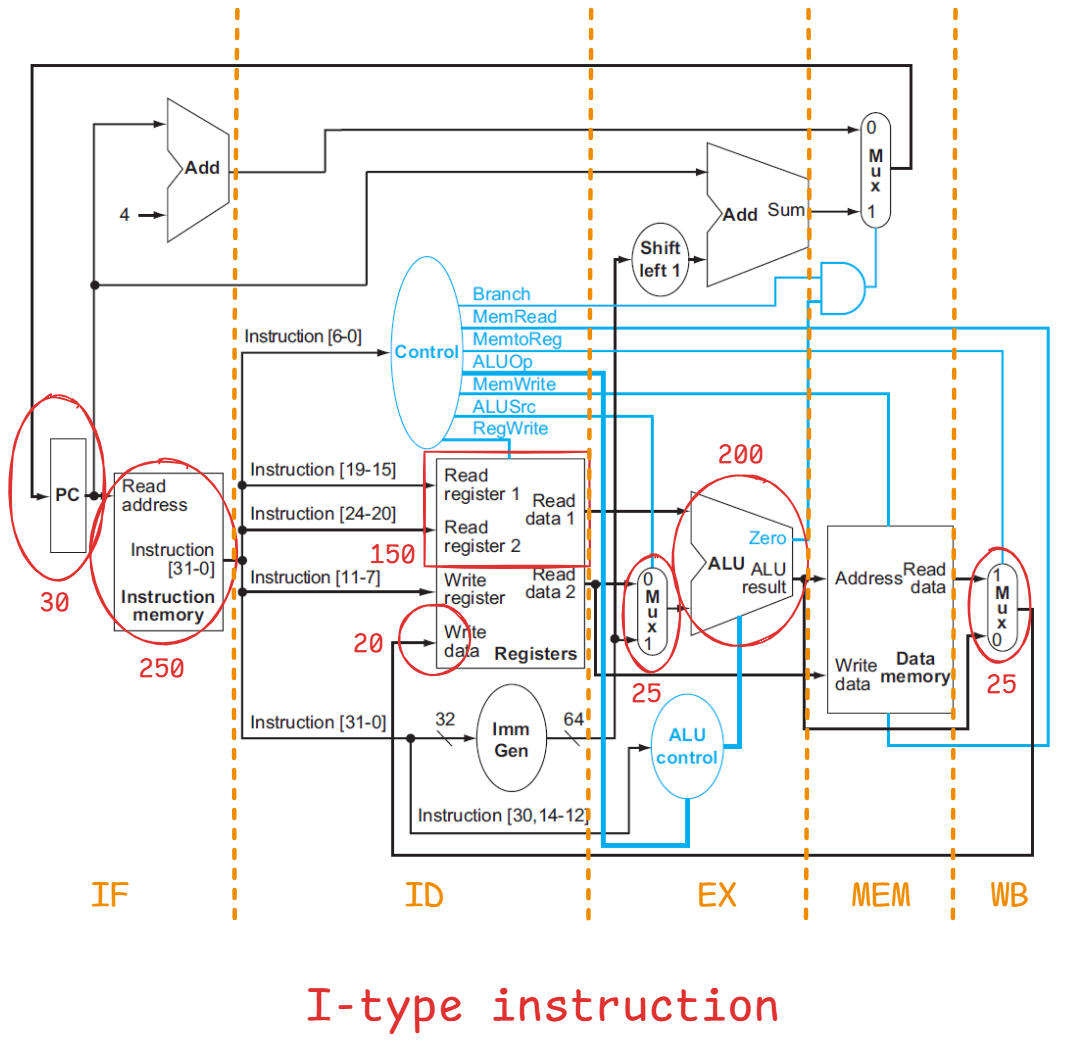 0
M
u
x
1
Add
4
Add Sum
Shift
left 1
Branch
MemRead
MemtoReg
ALUOp
MemWrite
ALUSrc
RegWrite
Instruction [6-0]
Control
PC
30
Read
address
Instruction
[31-0]
Instruction
memory
250
Instruction [19-15]
Instruction [24-20]
150
Instruction [11-7]
20
Read
register 1
Read
data 1
Read
register 2
Write
register
Read
data 2
Write
data
Registers
200
Zero
ALU
ALU
result
0
M
u
x
1
25
Address
Read
data
Write
data
Data
memory
1
M
u
x
0
25
Instruction [31-0]
32
Imm
Gen
64
ALU
control
Instruction [30,14-12]
IF
ID
EX
MEM
WB
I-type instruction